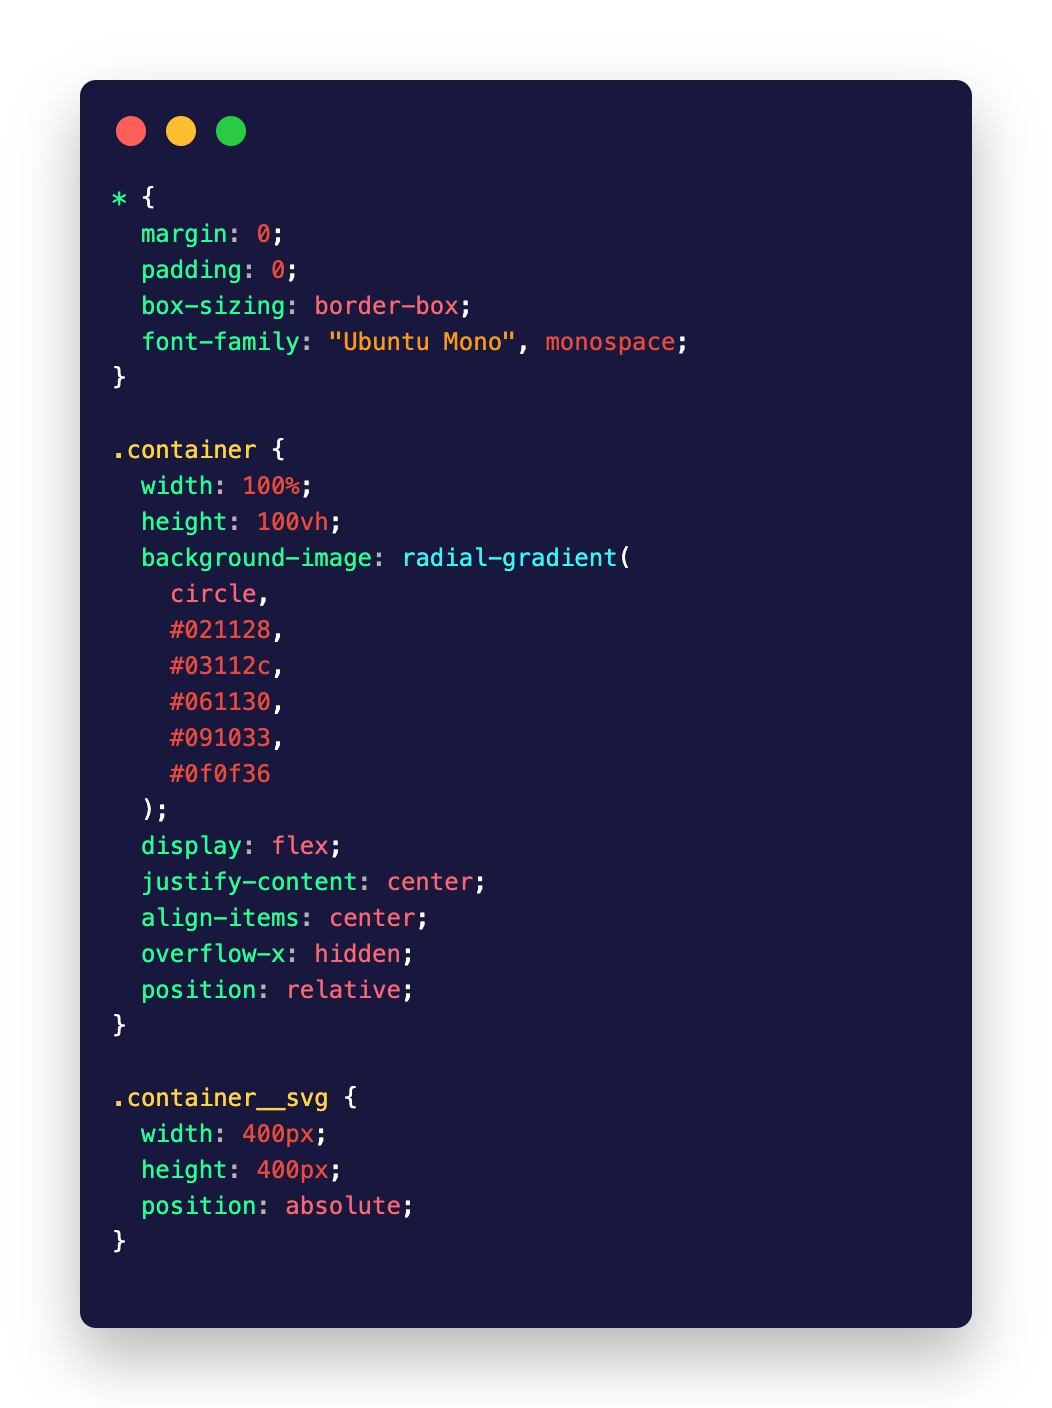 * {
  margin: 0;
  padding: 0;
  box-sizing: border-box;
  font-family: "Ubuntu Mono", monospace;
}

.container {
  width: 100%;
  height: 100vh;
  background-image: radial-gradient(
    circle,
    #021128,
    #03112c,
    #061130,
    #091033,
    #0f0f36
  );
  display: flex;
  justify-content: center;
  align-items: center;
  overflow-x: hidden;
  position: relative;
}

.container__svg {
  width: 400px;
  height: 400px;
  position: absolute;
}